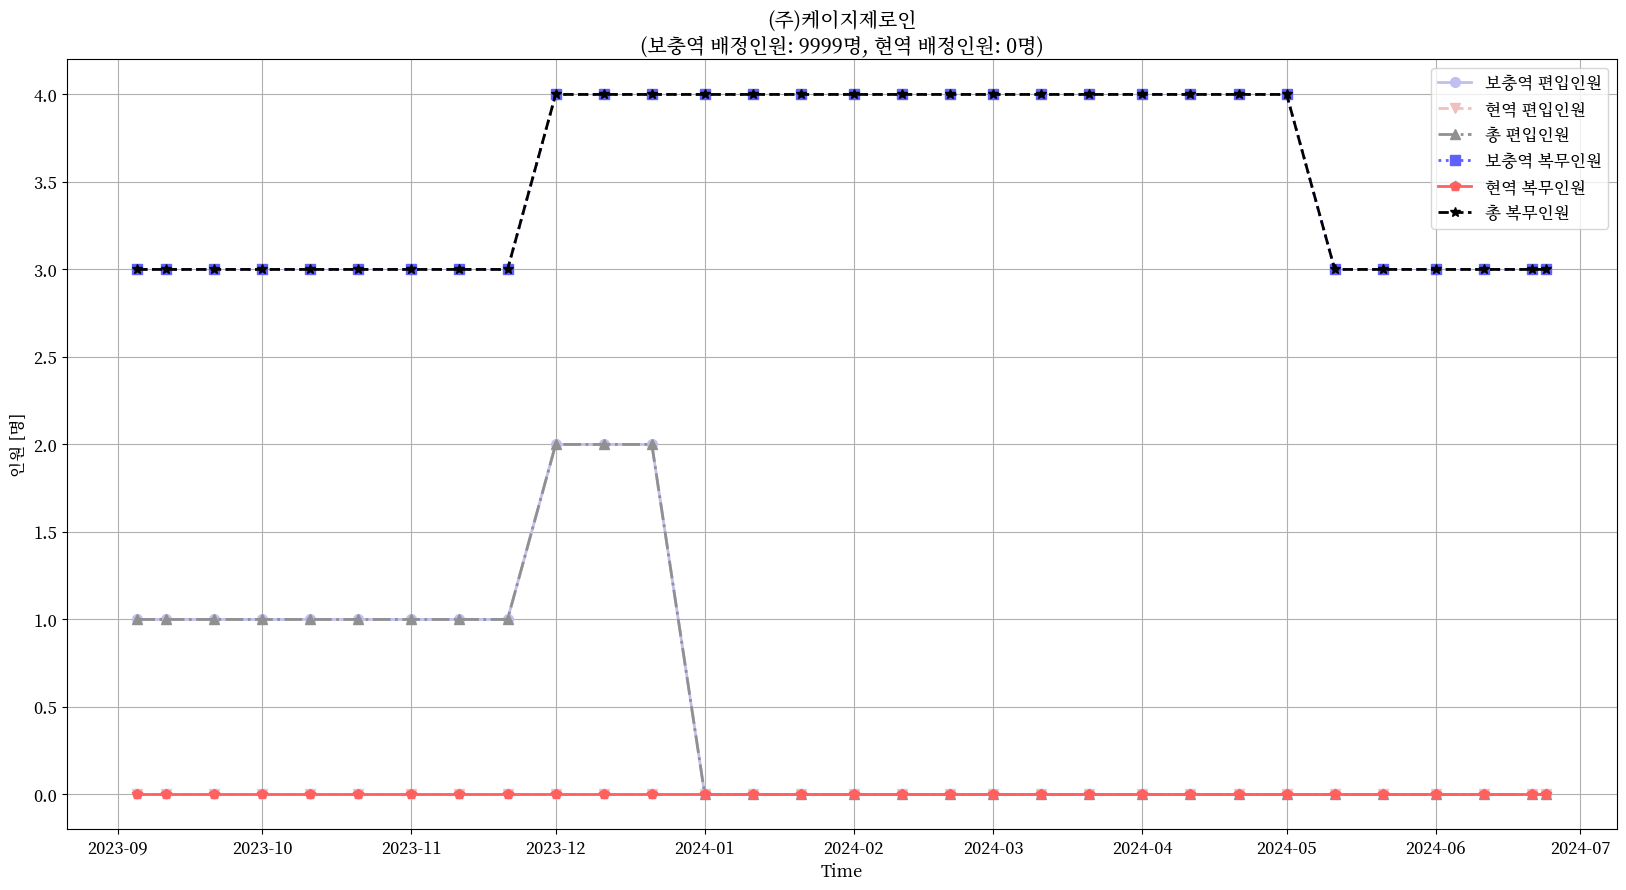 (주)케이지제로인
(보충역 배정인원: 9999명, 현역 배정인원: 0명)
보충역 편입인원
현역 편입인원
총 편입인원
보충역 복무인원
현역 복무인원
총 복무인원
인원 [명]
4.0
3.5
3.0
2.5
2.0
1.5
1.0
0.5
0.0
2023-09 2023-10 2023-11 2023-12 2024-01 2024-02 2024-03 2024-04 2024-05 2024-06 2024-07
Time